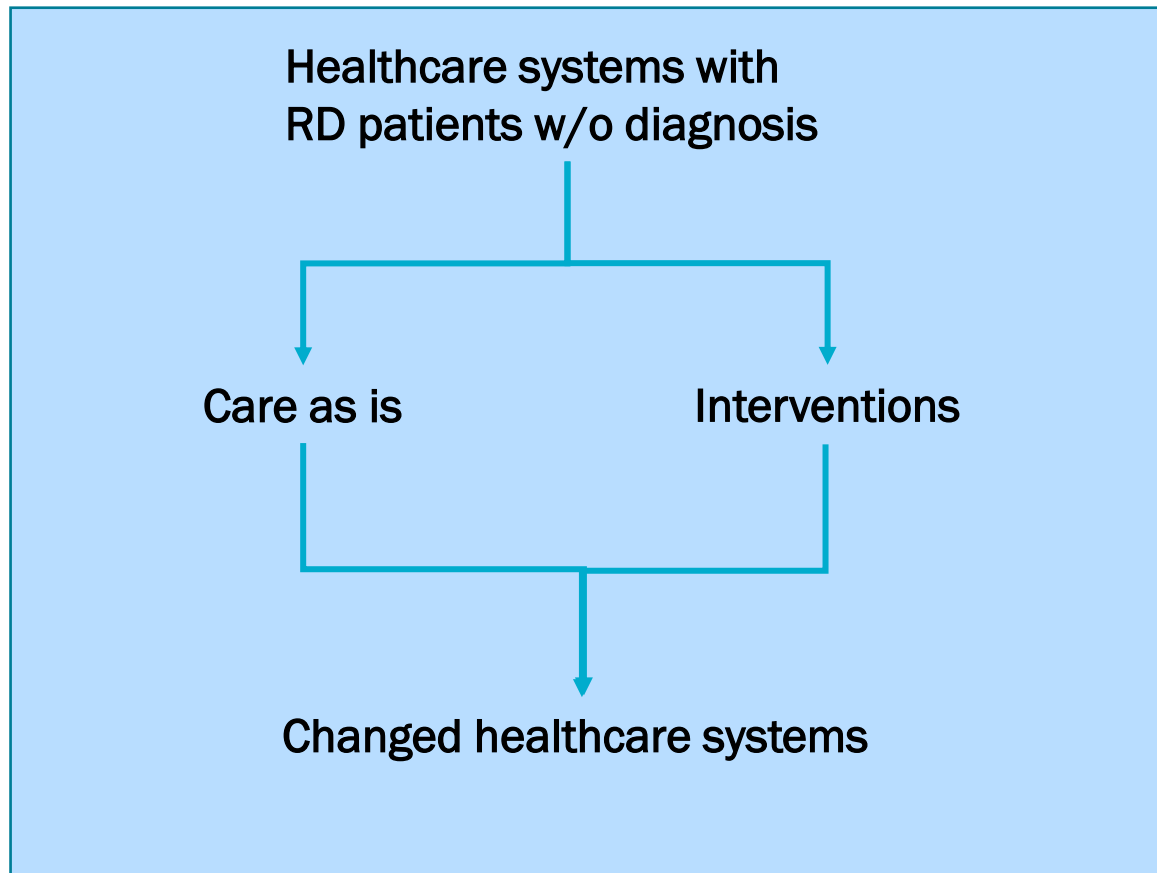 Healthcare systems with
RD patients w/o diagnosis
Care as is
Interventions
Changed healthcare systems